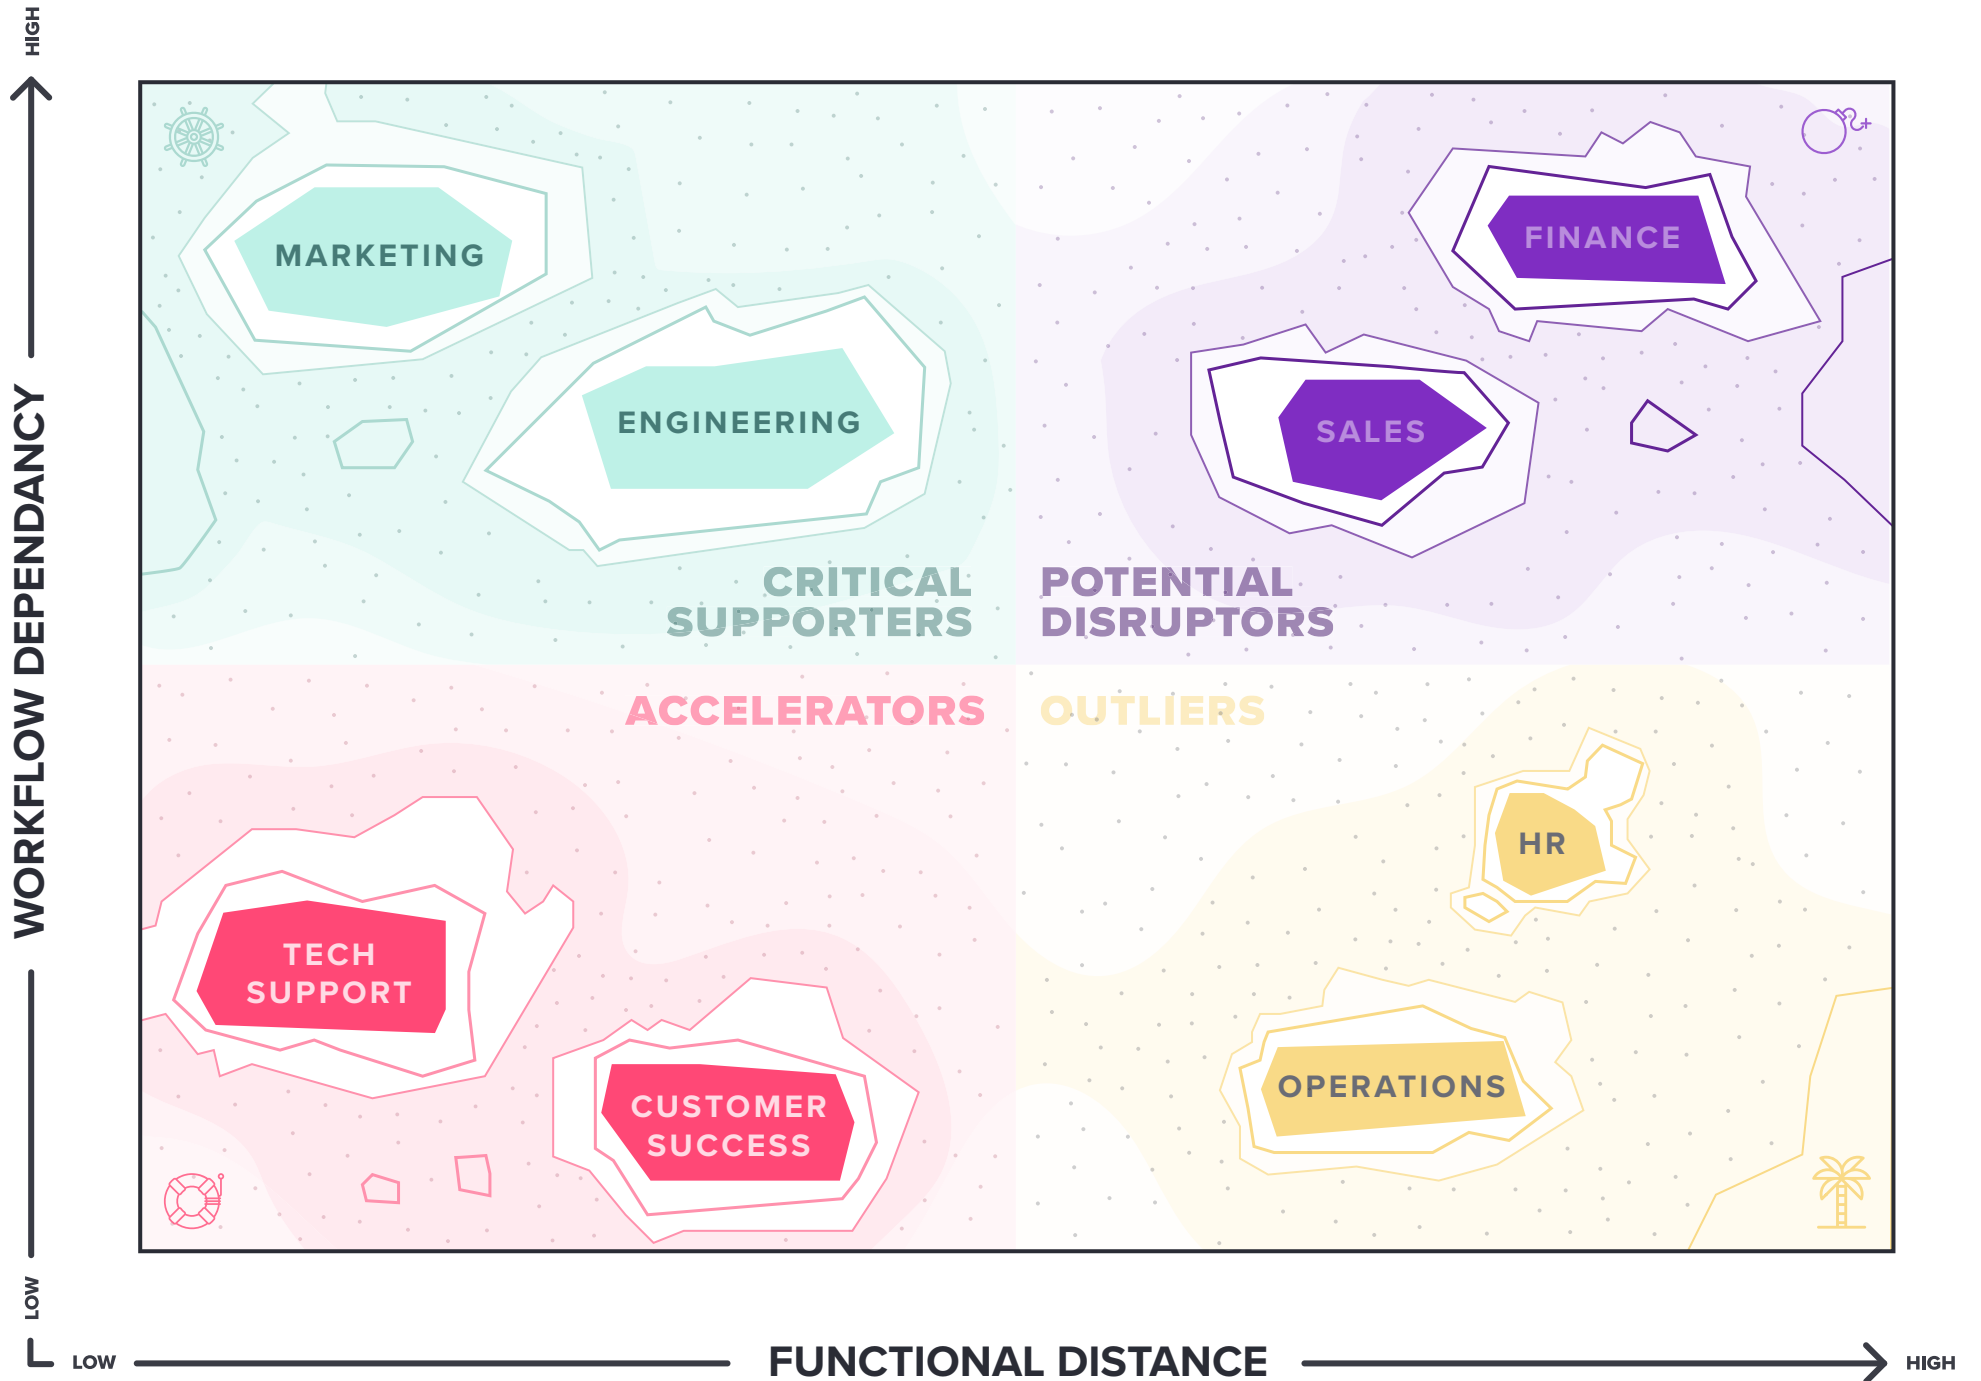 HIGH
WORKFLOW DEPENDANCY
LOW
MARKETING
ENGINEERING
CRITICAL
SUPPORTERS
FINANCE
SALES
POTENTIAL
DISRUPTORS
ACCELERATORS
TECH
SUPPORT
CUSTOMER
SUCCESS
OUTLIERS
HR
OPERATIONS
LOW
FUNCTIONAL DISTANCE
HIGH